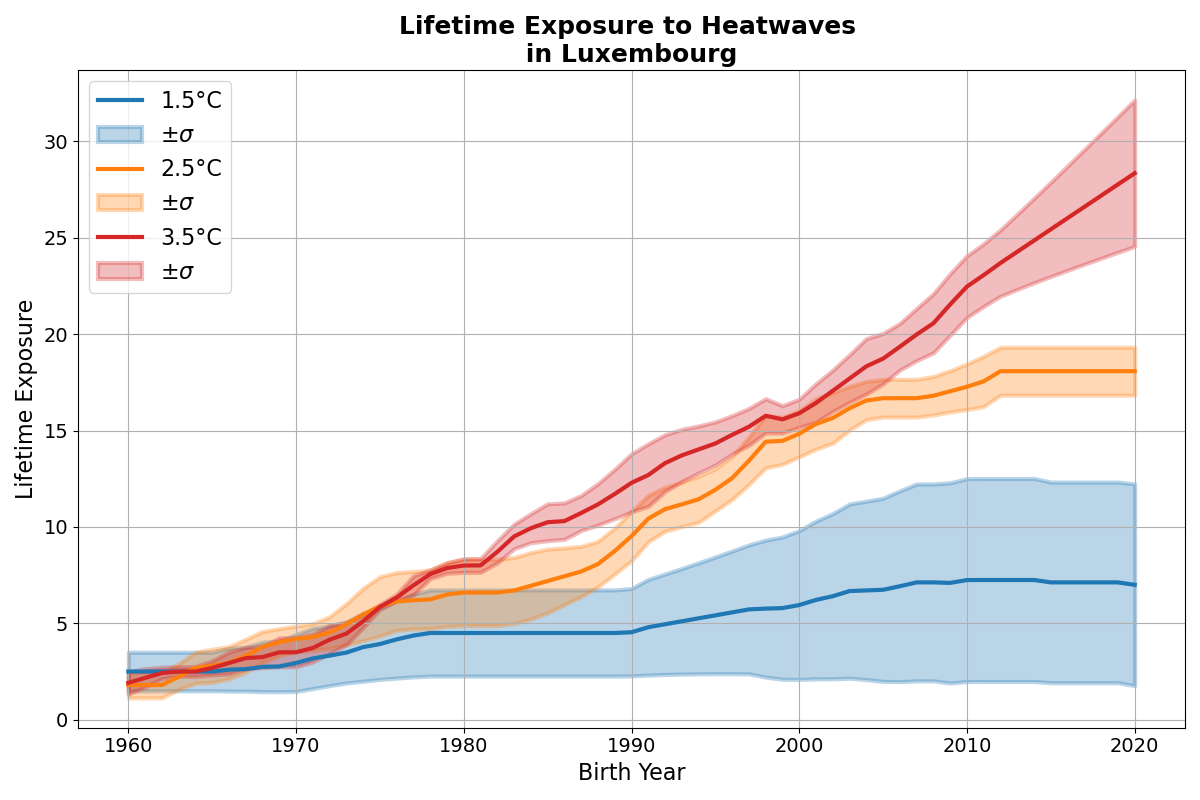 Lifetime Exposure to Heatwaves
in Luxembourg
1.5°C
±σ
2.5°C
±σ
3.5°C
±σ
Lifetime Exposure
30
25
20
15
10
5
0
1960 1970 1980 1990 2000 2010 2020
Birth Year